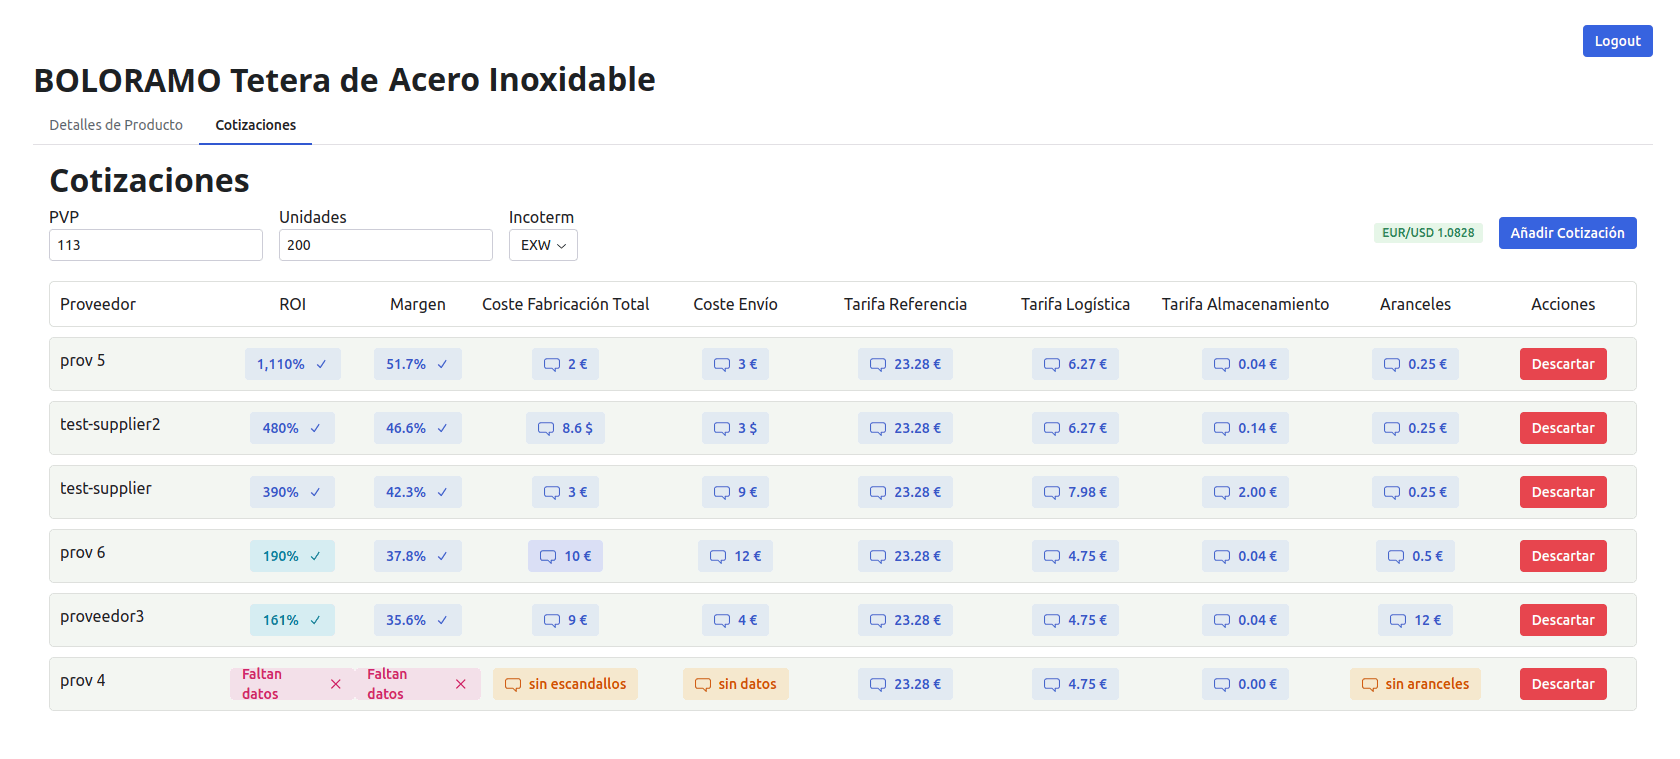 Logout
BOLORAMO Tetera de Acero Inoxidable
Detalles de Producto Cotizaciones
Cotizaciones
PVP Unidades Incoterm
113 200 EXW EUR/USD 1.0828 Añadir Cotización
Proveedor ROI Margen Coste Fabricación Total Coste Envío Tarifa Referencia Tarifa Logística Tarifa Almacenamiento Aranceles Acciones
prov 5 1,110% 51.7% 2 € 3 € 23.28 € 6.27 € 0.04 € 0.25 € Descartar
test-supplier2 480% 46.6% 8.6 $ 3 $ 23.28 € 6.27 € 0.14 € 0.25 € Descartar
test-supplier 390% 42.3% 3 € 9 € 23.28 € 7.98 € 2.00 € 0.25 € Descartar
prov 6 190% 37.8% 10 € 12 € 23.28 € 4.75 € 0.04 € 0.5 € Descartar
proveedor3 161% 35.6% 9 € 4 € 23.28 € 4.75 € 0.04 € 12 € Descartar
prov 4 Faltan datos Faltan datos sin escandallos sin datos 23.28 € 4.75 € 0.00 € sin aranceles Descartar